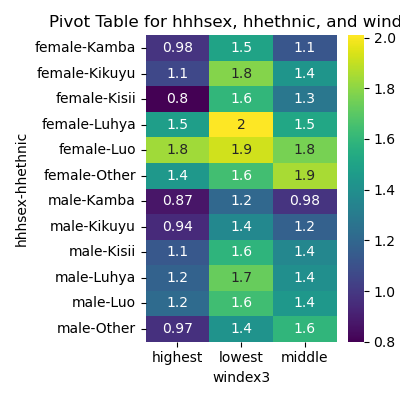 Pivot Table for hhhsex, hhethnic, and wind
hhhsex-hhethnic
female-Kamba 0.98 1.5 1.1
female-Kikuyu 1.1 1.8 1.4
female-Kisii 0.8 1.6 1.3
female-Luhya 1.5 2 1.5
female-Luo 1.8 1.9 1.8
female-Other 1.4 1.6 1.9
male-Kamba 0.87 1.2 0.98
male-Kikuyu 0.94 1.4 1.2
male-Kisii 1.1 1.6 1.4
male-Luhya 1.2 1.7 1.4
male-Luo 1.2 1.6 1.4
male-Other 0.97 1.4 1.6
highest lowest middle
windex3
2.0
1.8
1.6
1.4
1.2
1.0
0.8